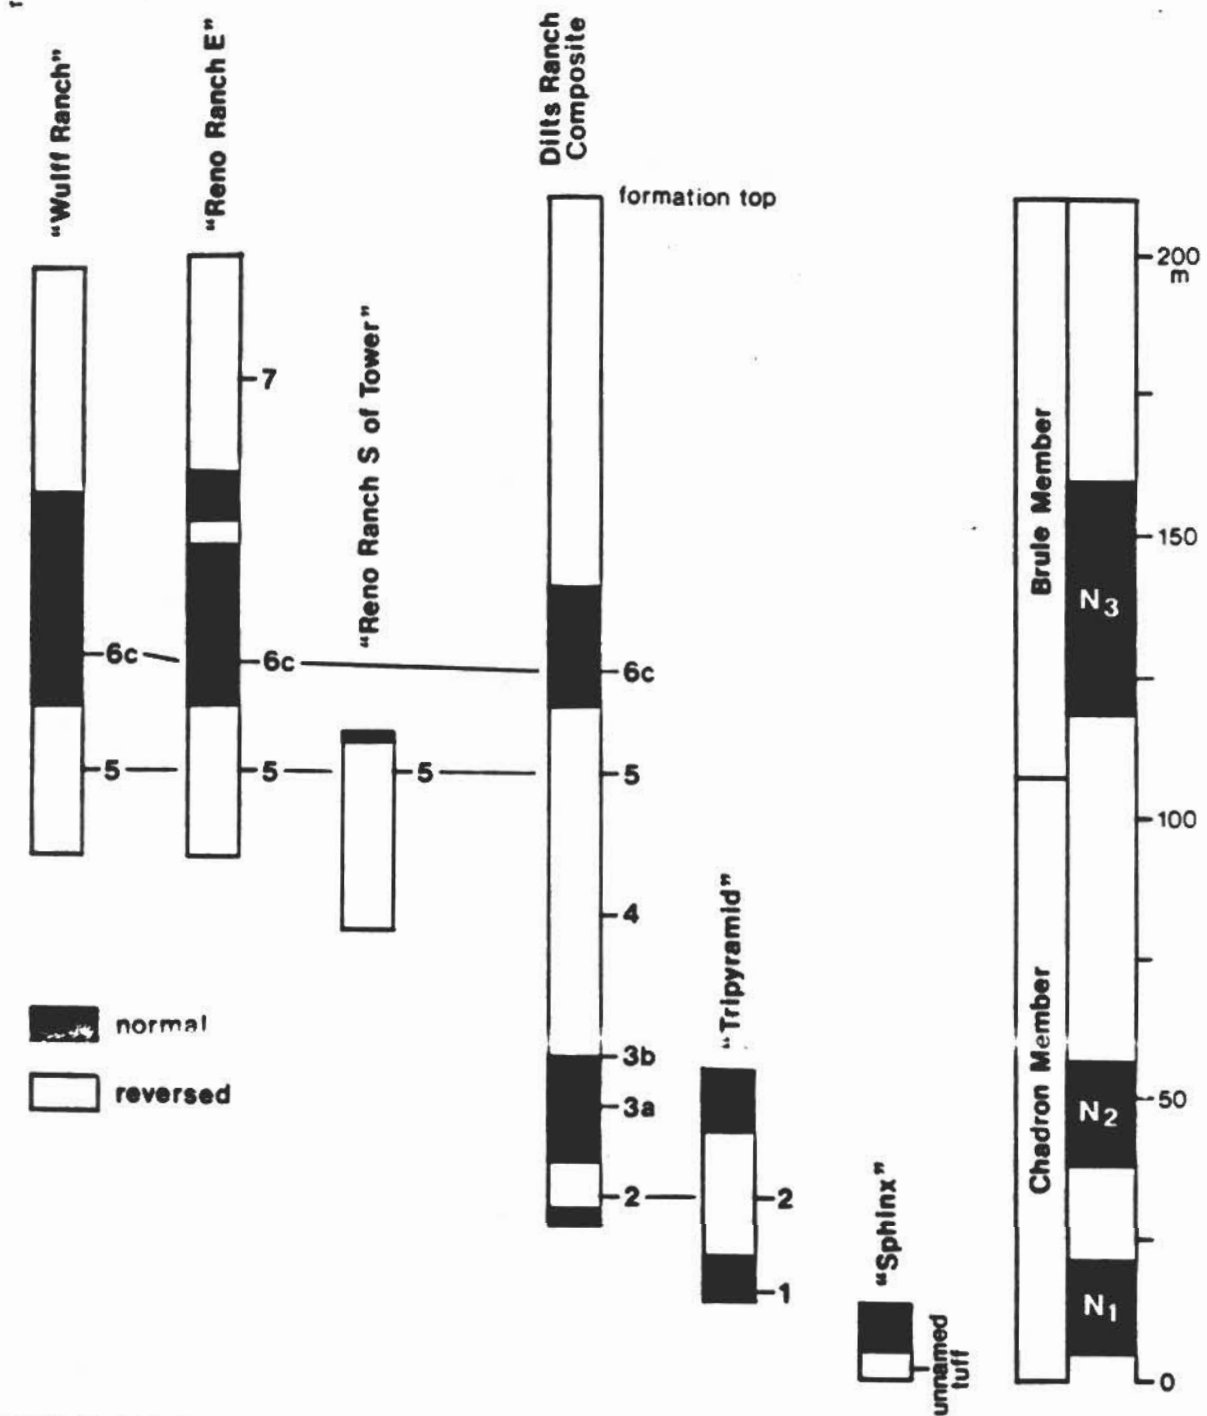 "Wulff Ranch"
"Reno Ranch E"
"Reno Ranch S of Tower"
Dilts Ranch
Composite
formation top
7
6c
6c
6c
5
5
5
5
4
3b
3a
2
"Tripyramid"
2
1
"Sphinx"
unnamed
tuff
normal
reversed
Brule Member
Chadron Member
N3
N2
N1
200
m
150
100
50
0